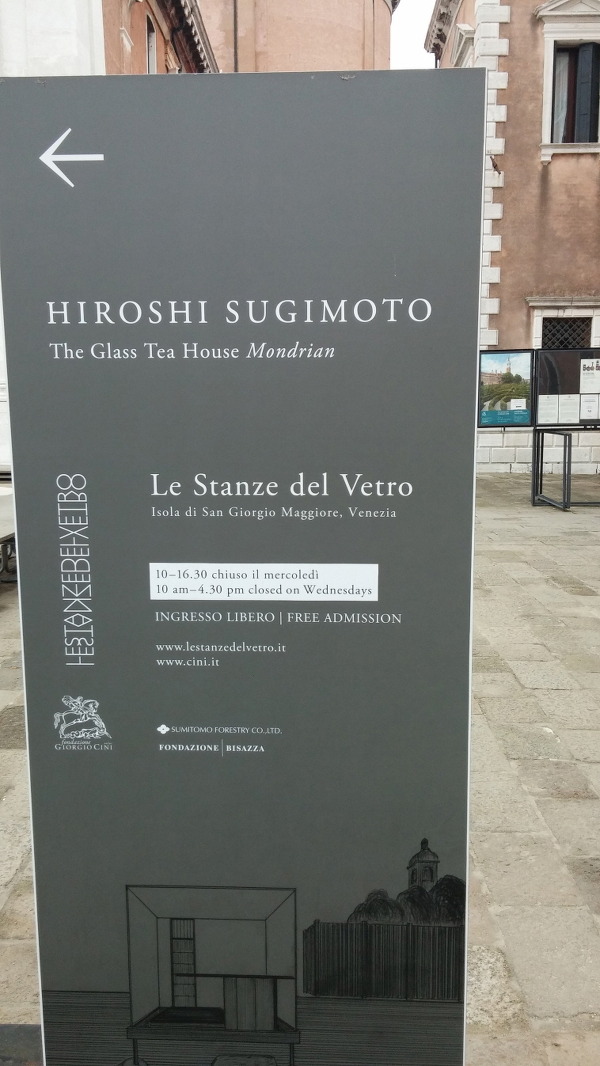 HIROSHI SUGIMOTO
The Glass Tea House Mondrian
Le Stanze del Vetro
Isola di San Giorgio Maggiore, Venezia
10–16.30 chiuso il mercoledì
10 am–4.30 pm closed on Wednesdays
INGRESSO LIBERO | FREE ADMISSION
www.lestanzedelvetro.it
www.cini.it
LESTANZEDELVETRO
fondazione
GIORGIO CINI
SUMITOMO FORESTRY CO.,LTD.
FONDAZIONE | BISAZZA